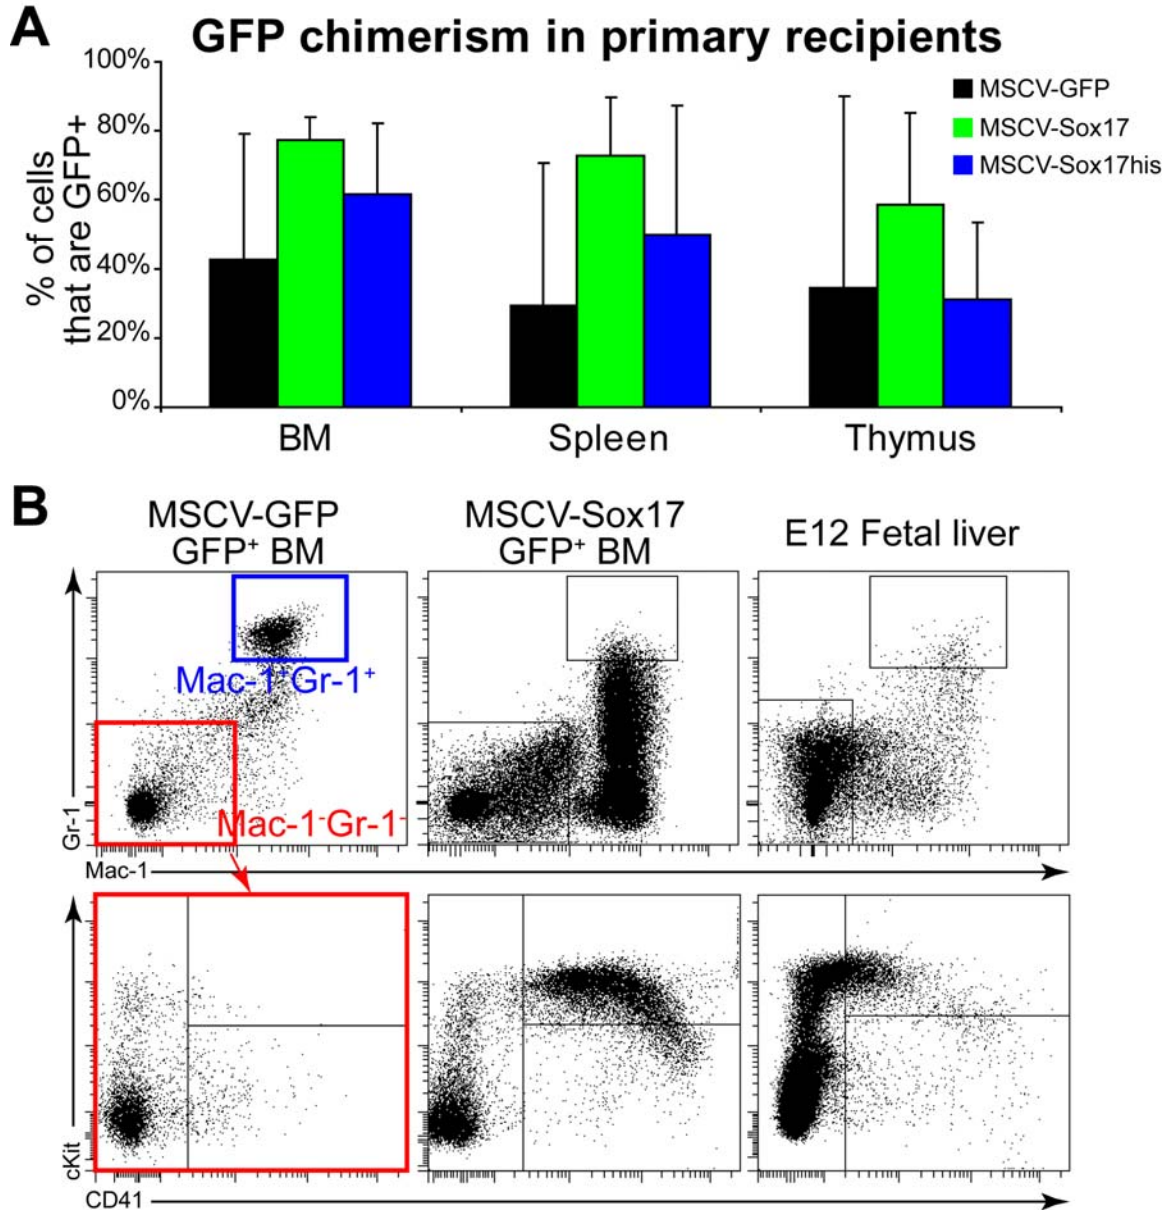 A
GFP chimerism in primary recipients
% of cells
that are GFP+
100%
80%
60%
40%
20%
0%
MSCV-GFP
MSCV-Sox17
MSCV-Sox17his
BM
Spleen
Thymus
B
MSCV-GFP
GFP⁺ BM
MSCV-Sox17
GFP⁺ BM
E12 Fetal liver
Mac-1⁺Gr-1⁺
Mac-1⁻Gr-1⁻
Gr-1
Mac-1
cKit
CD41